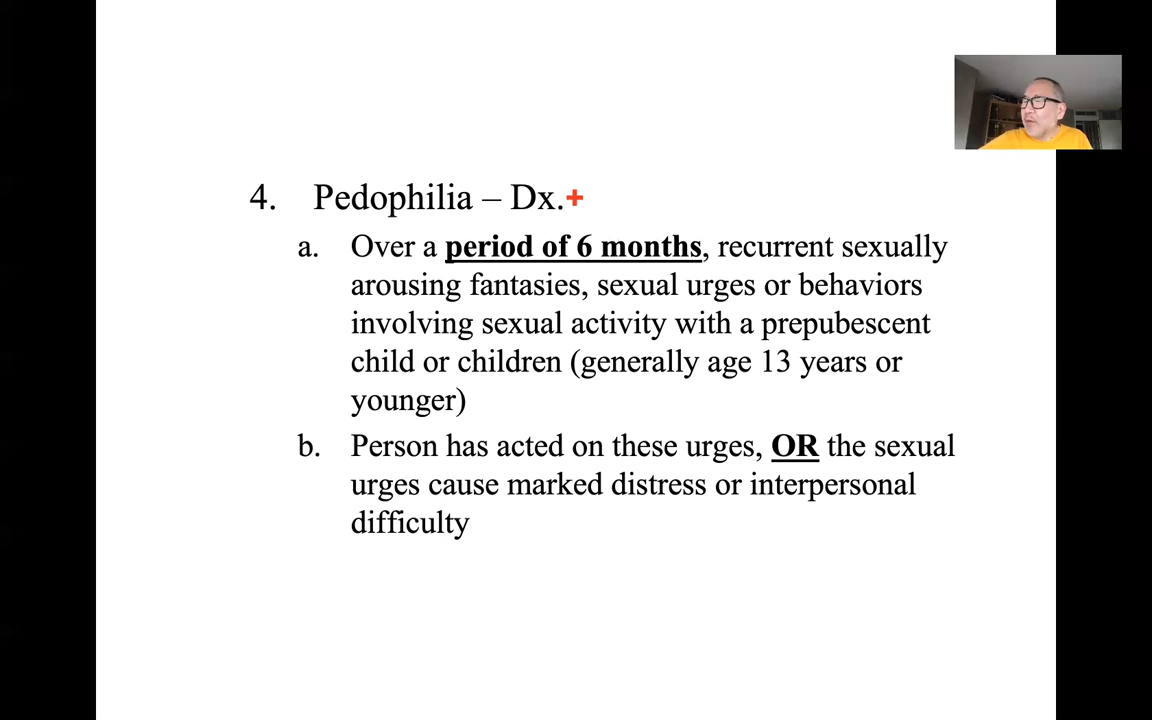 4. Pedophilia – Dx.+
a. Over a period of 6 months, recurrent sexually
arousing fantasies, sexual urges or behaviors
involving sexual activity with a prepubescent
child or children (generally age 13 years or
younger)
b. Person has acted on these urges, OR the sexual
urges cause marked distress or interpersonal
difficulty